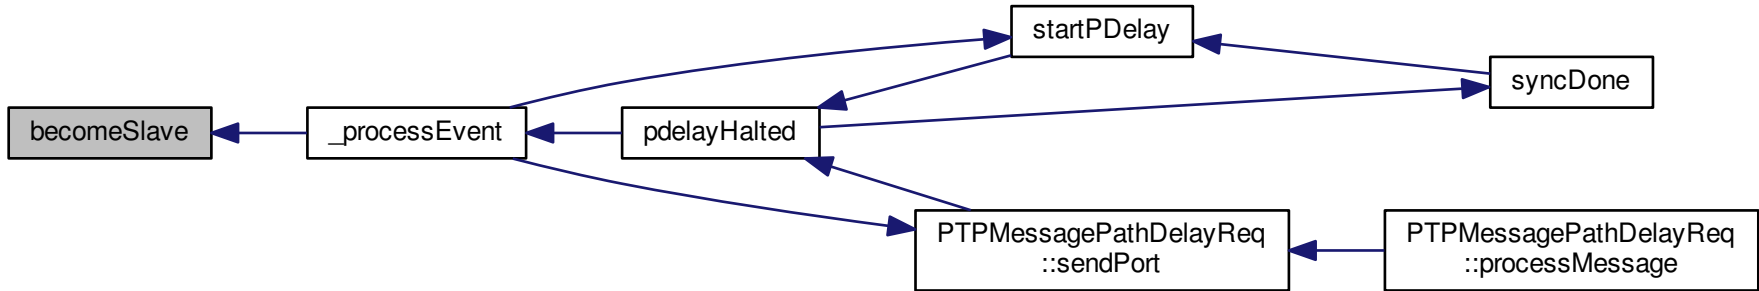 becomeSlave
_processEvent
pdelayHalted
startPDelay
syncDone
PTPMessagePathDelayReq
::sendPort
PTPMessagePathDelayReq
::processMessage